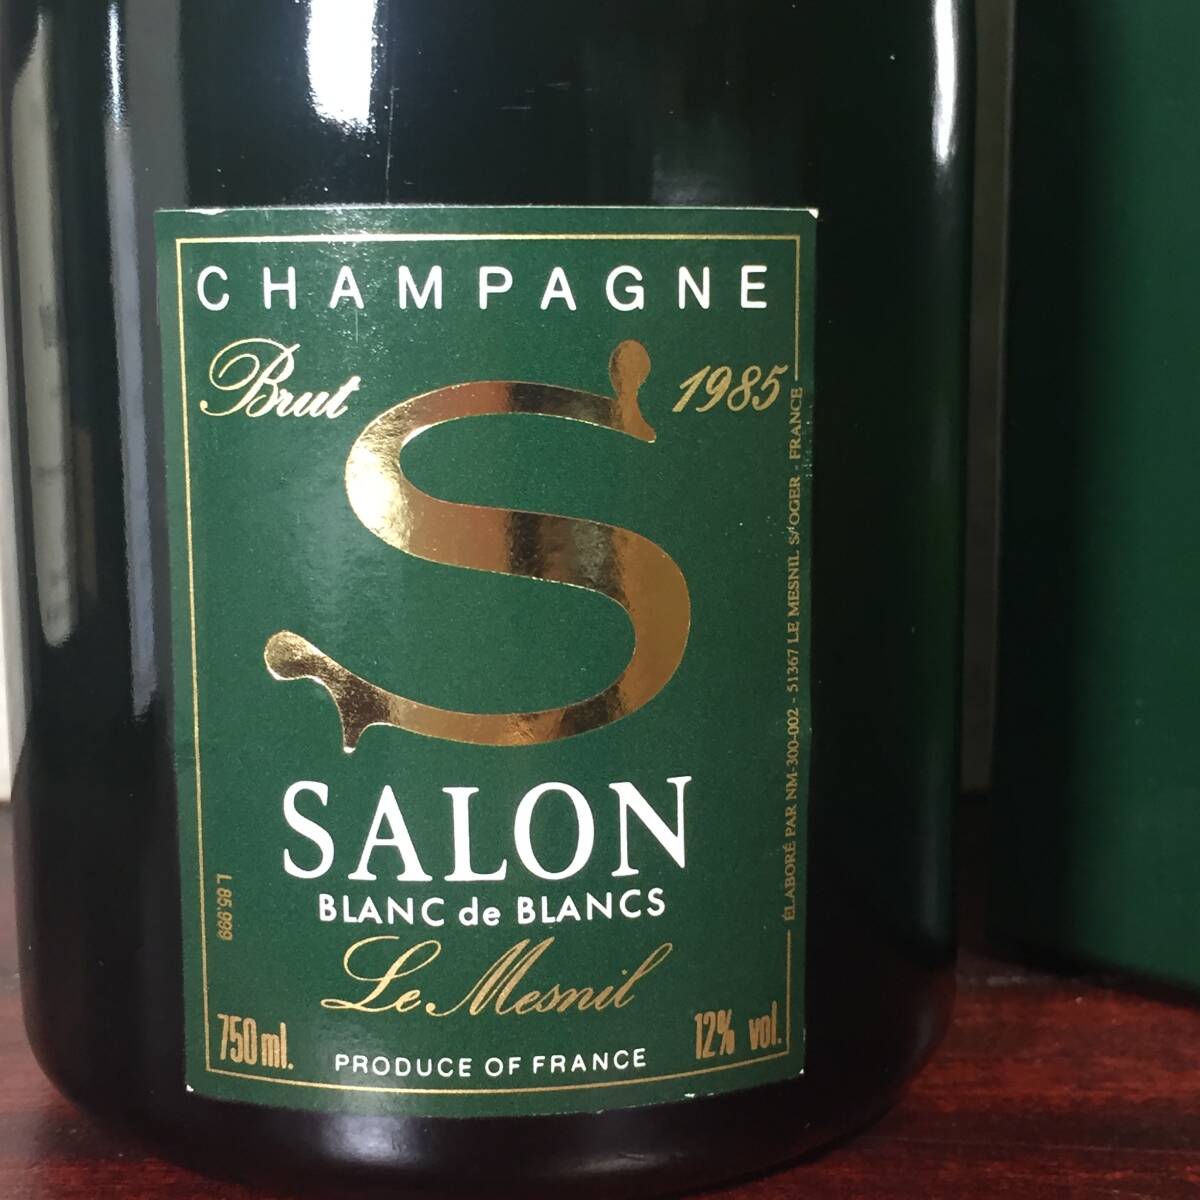 CHAMPAGNE
Brut
1985
S
SALON
BLANC de BLANCS
Le Mesnil
750 ml.
12% vol.
PRODUCE OF FRANCE
L.85.999
ÉLABORÉ PAR NM-300-002 - 51367 LE MESNIL S/ OGER - FRANCE